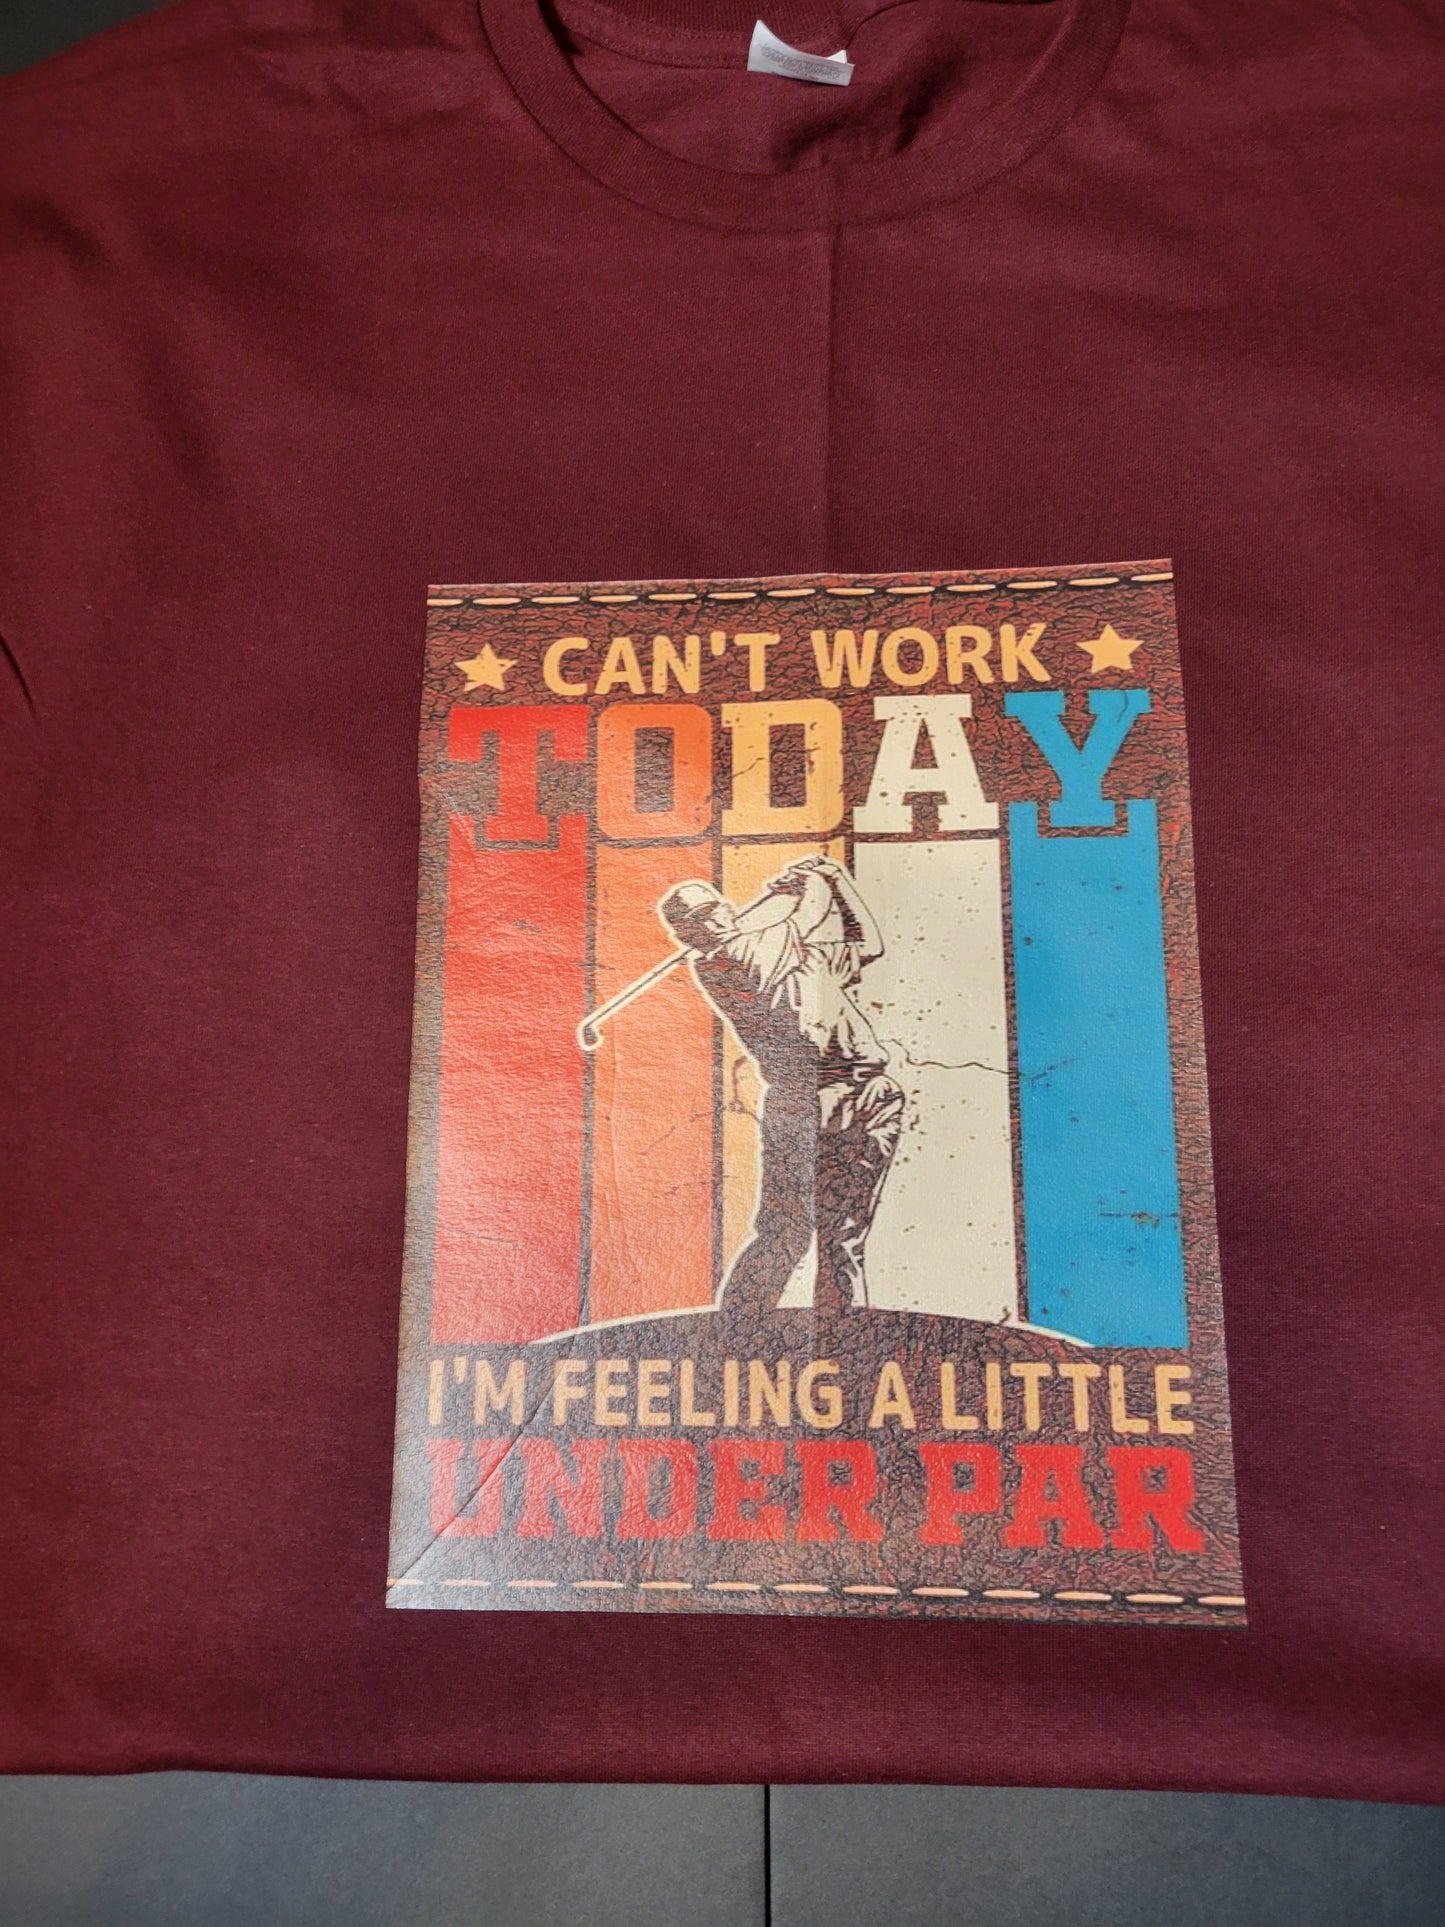 CAN'T WORK
TODAY
I'M FEELING A LITTLE
UNDER PAR